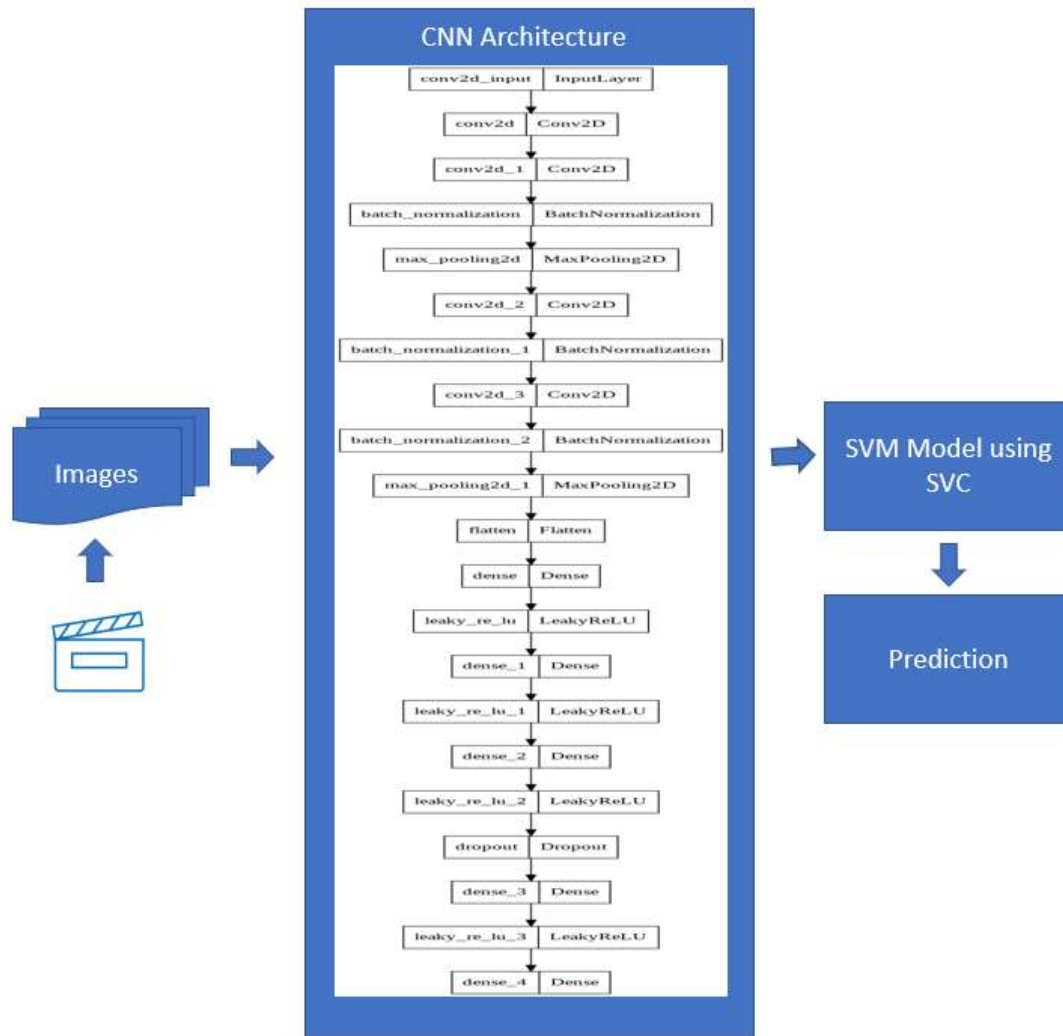 CNN Architecture
conv2d_input InputLayer
conv2d Conv2D
conv2d_1 Conv2D
batch_normalization BatchNormalization
max_pooling2d MaxPooling2D
conv2d_2 Conv2D
batch_normalization_1 BatchNormalization
conv2d_3 Conv2D
batch_normalization_2 BatchNormalization
max_pooling2d_1 MaxPooling2D
flatten Flatten
dense Dense
leaky_re_lu LeakyReLU
dense_1 Dense
leaky_re_lu_1 LeakyReLU
dense_2 Dense
leaky_re_lu_2 LeakyReLU
dropout Dropout
dense_3 Dense
leaky_re_lu_3 LeakyReLU
dense_4 Dense
Images
SVM Model using
SVC
Prediction